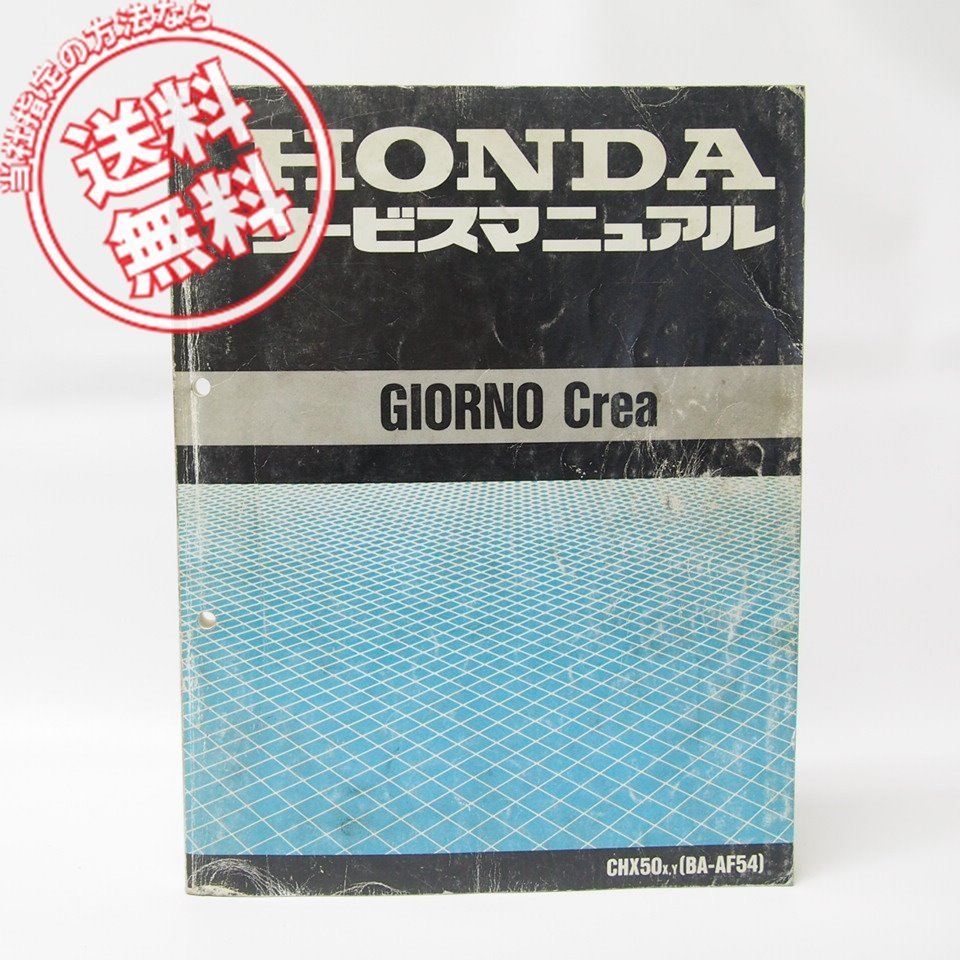 当社指定の方法なら
送料
無料
HONDA
サービスマニュアル
GIORNO Crea
CHX50X,Y(BA-AF54)